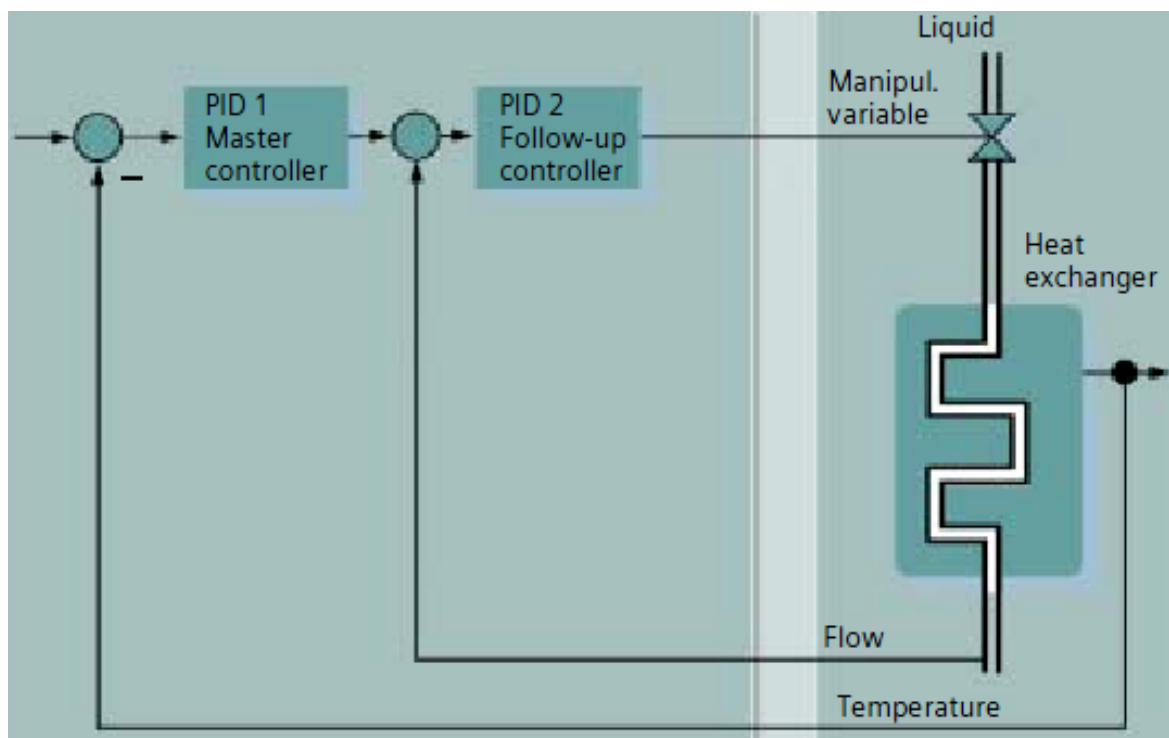 Liquid
Manipul.
variable
PID 1
Master
controller
PID 2
Follow-up
controller
–
Heat
exchanger
Flow
Temperature